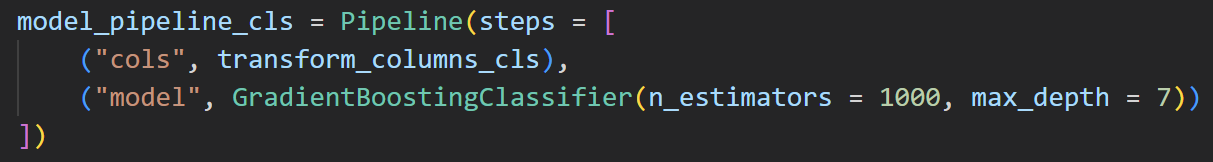 model_pipeline_cls = Pipeline(steps = [
    ("cols", transform_columns_cls),
    ("model", GradientBoostingClassifier(n_estimators = 1000, max_depth = 7))
])